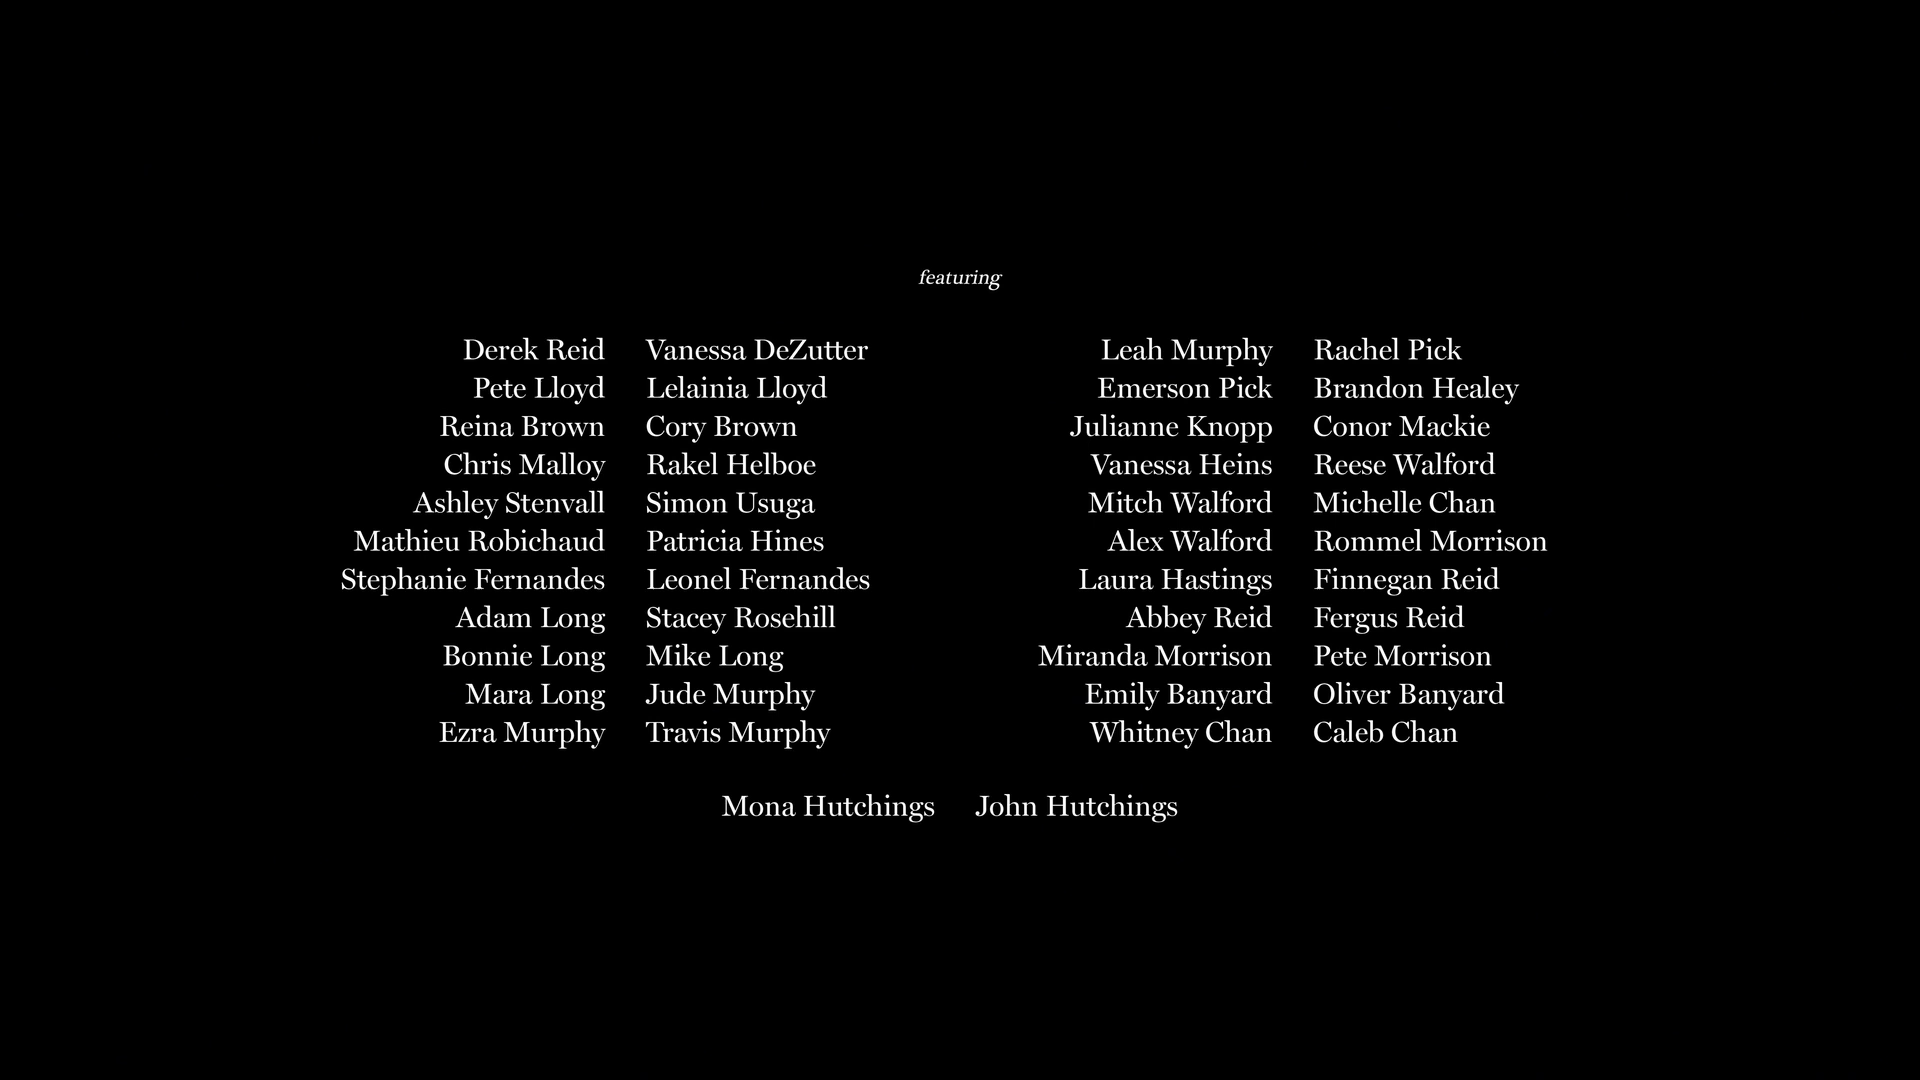 featuring
Derek Reid Vanessa DeZutter Leah Murphy Rachel Pick
Pete Lloyd Lelainia Lloyd Emerson Pick Brandon Healey
Reina Brown Cory Brown Julianne Knopp Conor Mackie
Chris Malloy Rakel Helboe Vanessa Heins Reese Walford
Ashley Stenvall Simon Usuga Mitch Walford Michelle Chan
Mathieu Robichaud Patricia Hines Alex Walford Rommel Morrison
Stephanie Fernandes Leonel Fernandes Laura Hastings Finnegan Reid
Adam Long Stacey Rosehill Abbey Reid Fergus Reid
Bonnie Long Mike Long Miranda Morrison Pete Morrison
Mara Long Jude Murphy Emily Banyard Oliver Banyard
Ezra Murphy Travis Murphy Whitney Chan Caleb Chan
Mona Hutchings John Hutchings